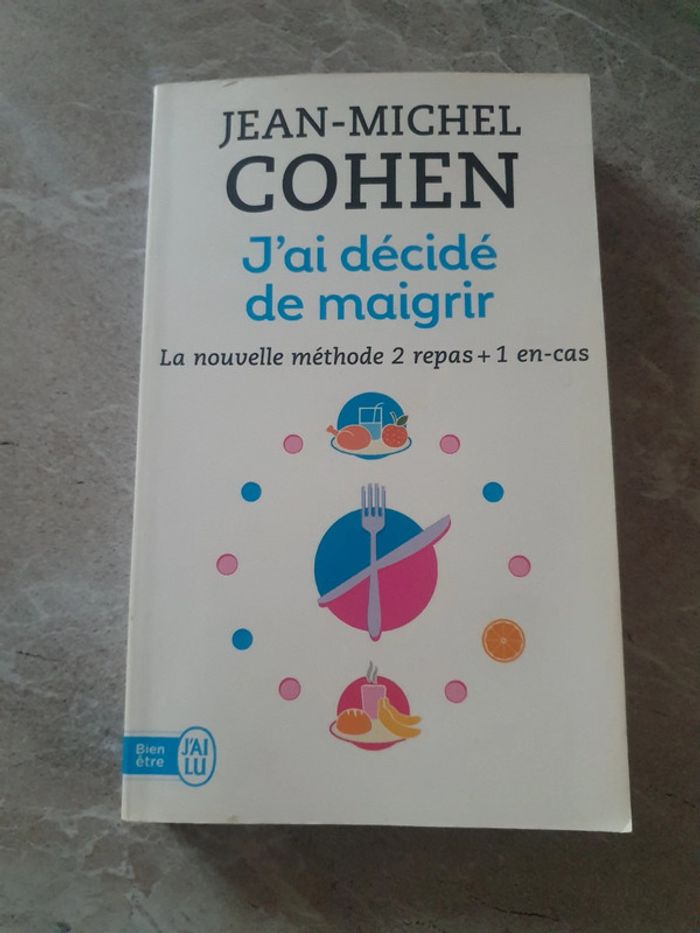 JEAN-MICHEL
COHEN
J'ai décidé
de maigrir
La nouvelle méthode 2 repas + 1 en-cas
Bien
être
J'AI
LU